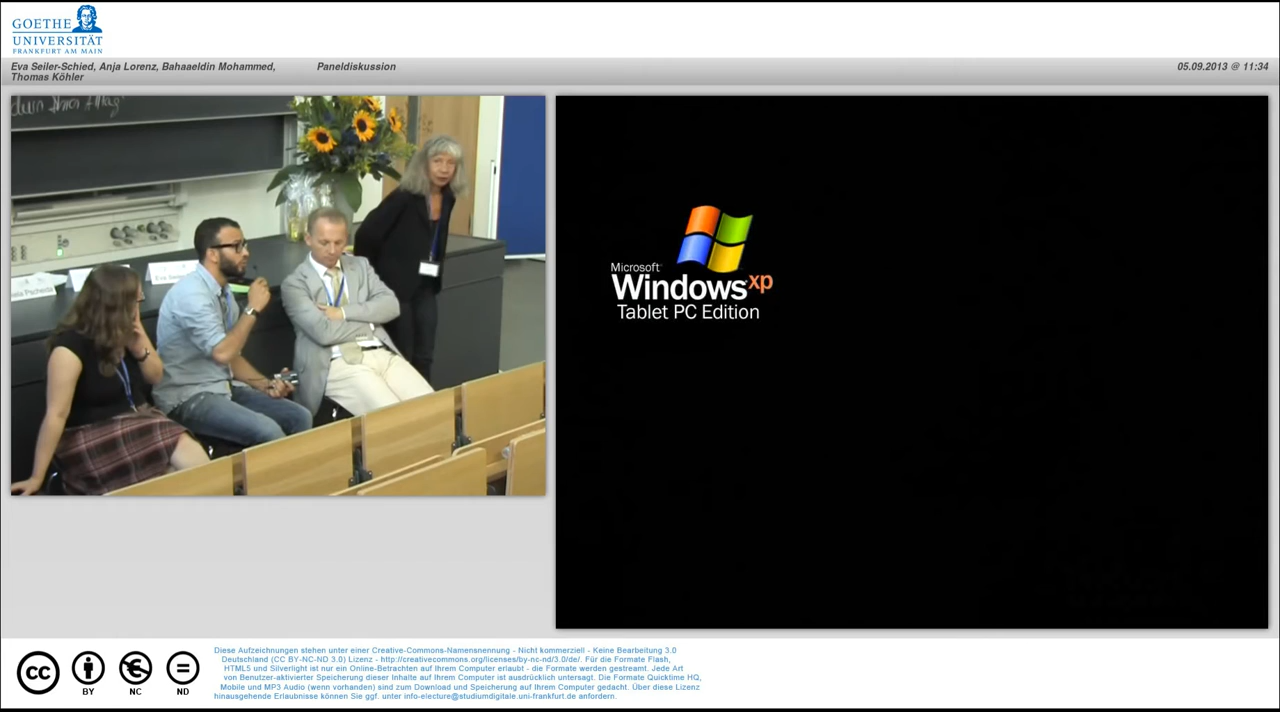 GOETHE
UNIVERSITÄT
FRANKFURT AM MAIN
Eva Seiler-Schied, Anja Lorenz, Bahaaeldin Mohammed,
Thomas Köhler
Paneldiskussion
05.09.2013 @ 11:34
Pscheida
Eva
Microsoft
Windows xp
Tablet PC Edition
cc
BY
NC
ND
Diese Aufzeichnungen stehen unter einer Creative-Commons-Namensnennung - Nicht kommerziell - Keine Bearbeitung 3.0
Deutschland (CC BY-NC-ND 3.0) Lizenz - http://creativecommons.org/licenses/by-nc-nd/3.0/de/. Für die Formate Flash,
HTML5 und Silverlight ist nur ein Online-Betrachten auf Ihrem Computer erlaubt - die Formate werden gestreamt. Jede Art
von Benutzer-aktivierter Speicherung dieser Inhalte auf Ihrem Computer ist ausdrücklich untersagt. Die Formate Quicktime HQ,
Mobile und MP3 Audio (wenn vorhanden) sind zum Download und Speicherung auf Ihrem Computer gedacht. Über diese Lizenz
hinausgehende Erlaubnisse können Sie ggf. unter info-electure@studiumdigitale.uni-frankfurt.de anfordern.